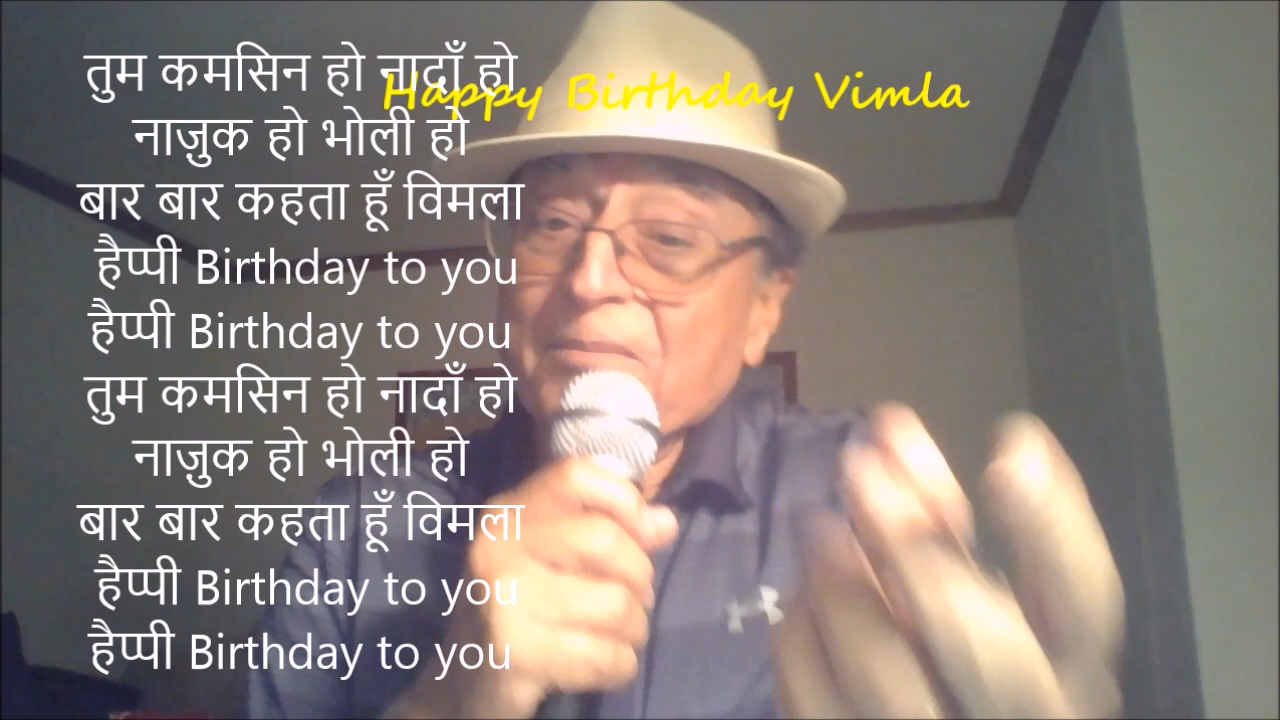 Happy Birthday Vimla
तुम कमसिन हो नादाँ हो
नाज़ुक हो भोली हो
बार बार कहता हूँ विमला
हैप्पी Birthday to you
हैप्पी Birthday to you
तुम कमसिन हो नादाँ हो
नाज़ुक हो भोली हो
बार बार कहता हूँ विमला
हैप्पी Birthday to you
हैप्पी Birthday to you